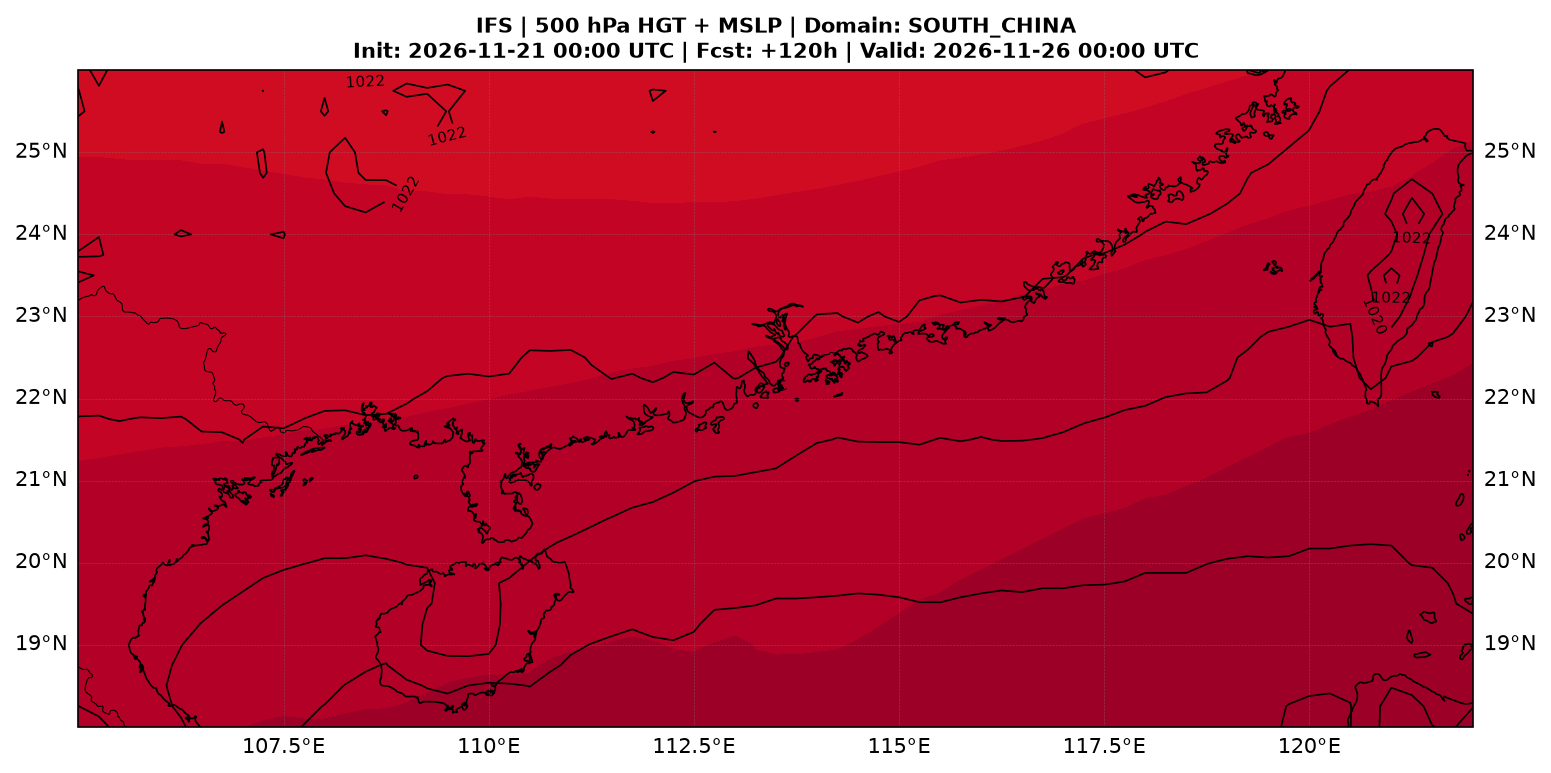 IFS | 500 hPa HGT + MSLP | Domain: SOUTH_CHINA
Init: 2026-11-21 00:00 UTC | Fcst: +120h | Valid: 2026-11-26 00:00 UTC
1022
1022
25°N
25°N
1022
24°N
1022
24°N
1022
23°N
1020
23°N
22°N
22°N
21°N
21°N
20°N
20°N
19°N
19°N
107.5°E
110°E
112.5°E
115°E
117.5°E
120°E